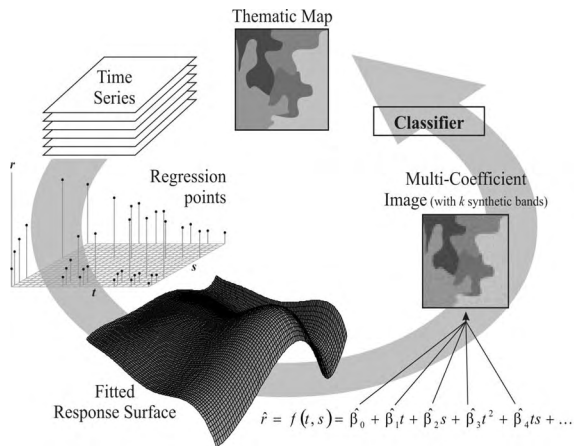 Thematic Map
Time
Series
Classifier
r
Regression
points
s
t
Multi-Coefficient
Image (with k synthetic bands)
Fitted
Response Surface
r̂ = f(t, s) = β̂₀ + β̂₁t + β̂₂s + β̂₃t² + β̂₄ts + ...